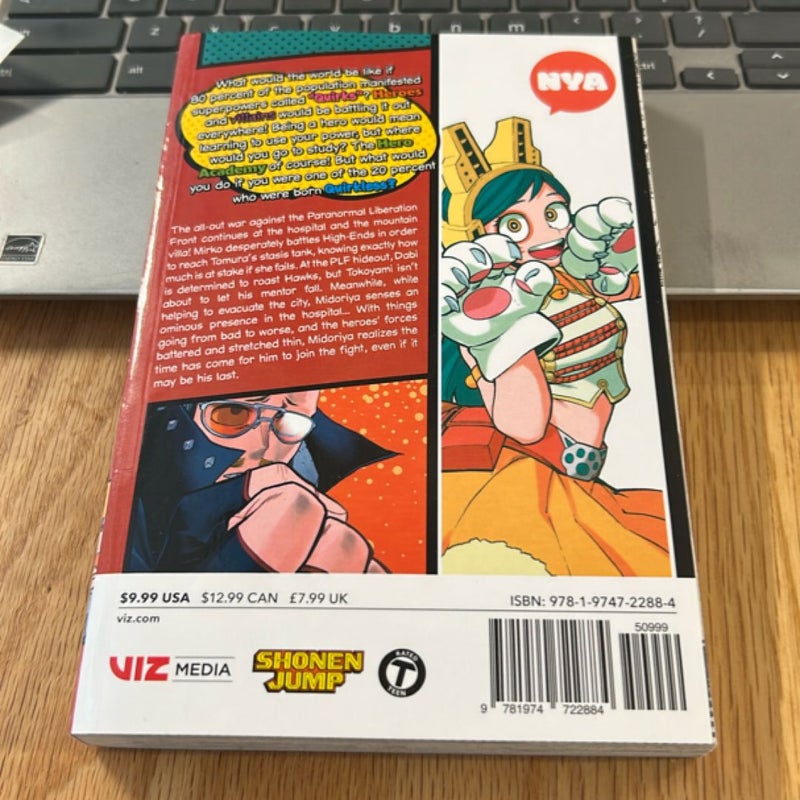 alt
ctrl
NYA
What would the world be like if
80 percent of the population manifested
superpowers called "Quirks"? Heroes
and villains would be battling it out
everywhere! Being a hero would mean
learning to use your power, but where
would you go to study? The Hero
Academy of course! But what would
you do if you were one of the 20 percent
who were born Quirkless?
The all-out war against the Paranormal Liberation
Front continues at the hospital and the mountain
villa! Mirko desperately battles High-Ends in order
to reach Tomura's stasis tank, knowing exactly how
much is at stake if she fails. At the PLF hideout, Dabi
is determined to roast Hawks, but Tokoyami isn't
about to let his mentor fall. Meanwhile, while
helping to evacuate the city, Midoriya senses an
ominous presence in the hospital... With things
going from bad to worse, and the heroes' forces
battered and stretched thin, Midoriya realizes the
time has come for him to join the fight, even if it
may be his last.
$9.99 USA $12.99 CAN £7.99 UK
viz.com
ISBN: 978-1-9747-2288-4
50999
VIZ MEDIA
SHONEN
JUMP
RATED
T
TEEN
9 781974 722884